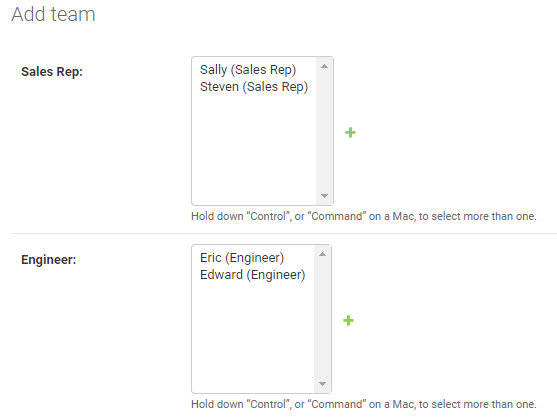 Add team
Sales Rep:
Sally (Sales Rep)
Steven (Sales Rep)
Hold down “Control”, or “Command” on a Mac, to select more than one.
Engineer:
Eric (Engineer)
Edward (Engineer)
Hold down “Control”, or “Command” on a Mac, to select more than one.